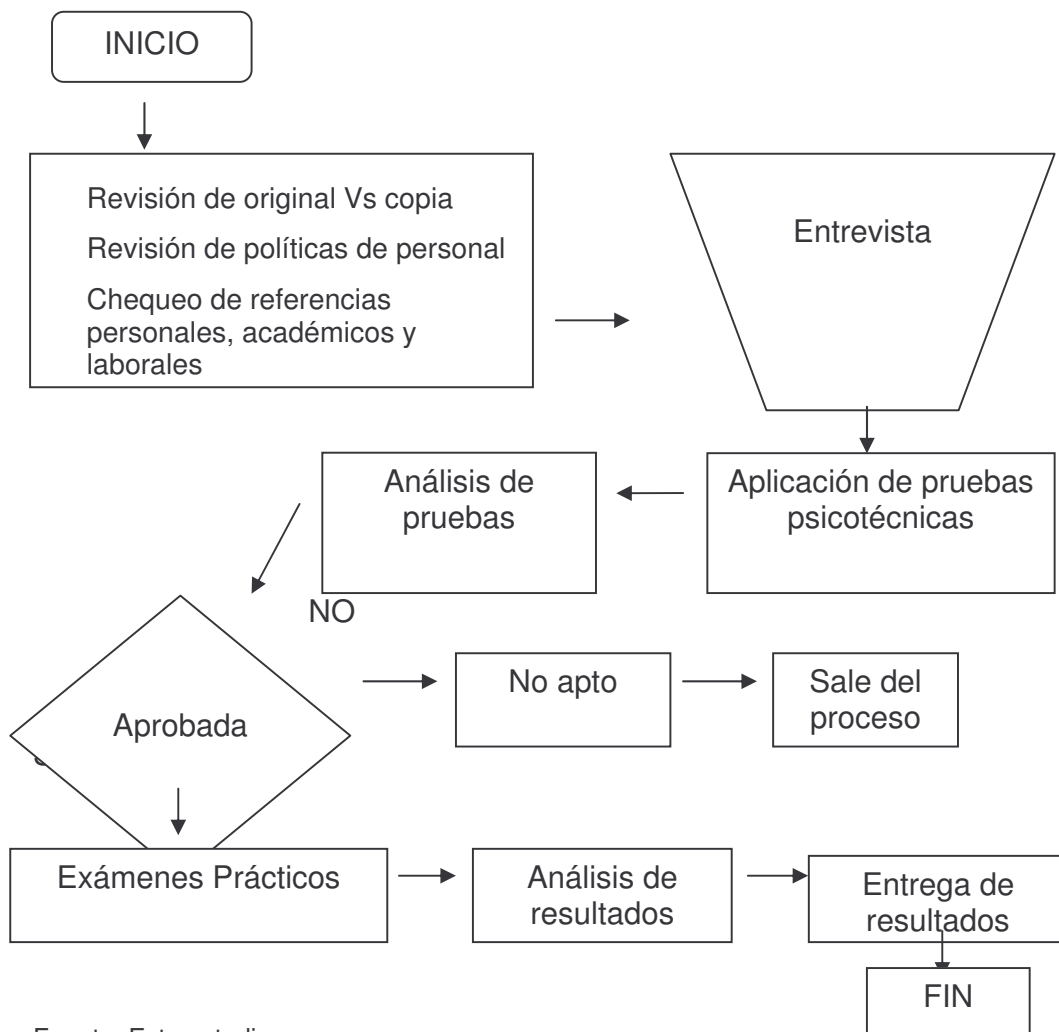 INICIO
Revisión de original Vs copia
Revisión de políticas de personal
Chequeo de referencias
personales, académicos y
laborales
Entrevista
Aplicación de pruebas
psicotécnicas
Análisis de
pruebas
NO
Aprobada
No apto
Sale del
proceso
Exámenes Prácticos
Análisis de
resultados
Entrega de
resultados
FIN